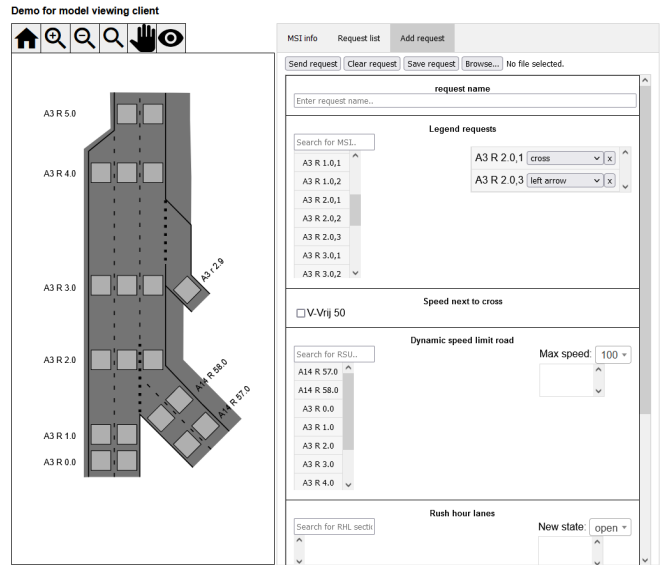 Demo for model viewing client
MSI info Request list Add request
Send request Clear request Save request Browse... No file selected.
request name
Enter request name..
Legend requests
Search for MSI..
A3 R 1.0,1
A3 R 1.0,2
A3 R 2.0,1
A3 R 2.0,2
A3 R 2.0,3
A3 R 3.0,1
A3 R 3.0,2
A3 R 2.0,1 cross x
A3 R 2.0,3 left arrow x
Speed next to cross
V-Vrij 50
Dynamic speed limit road
Search for RSU..
Max speed: 100
A14 R 57.0
A14 R 58.0
A3 R 0.0
A3 R 1.0
A3 R 2.0
A3 R 3.0
A3 R 4.0
Rush hour lanes
Search for RHL sectic
New state: open
A3 R 5.0
A3 R 4.0
A3 r 2.9
A3 R 3.0
A3 R 2.0
A14 R 58.0
A14 R 57.0
A3 R 1.0
A3 R 0.0